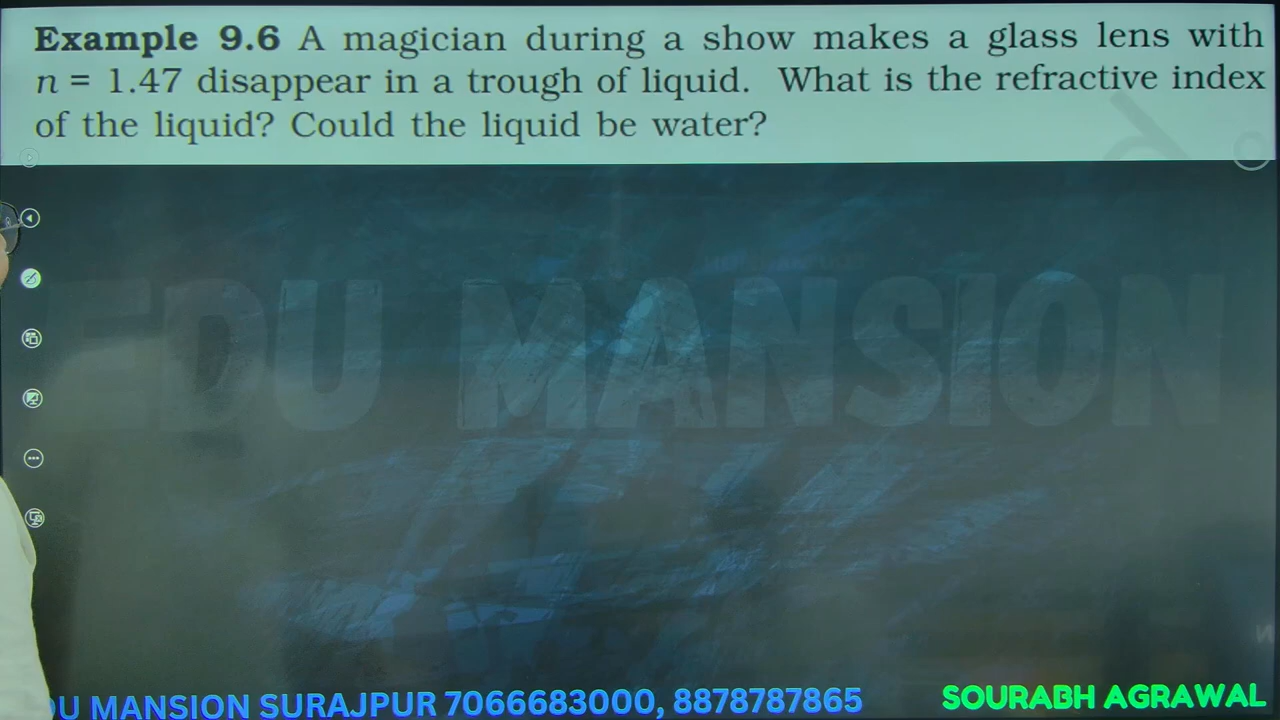 Example 9.6 A magician during a show makes a glass lens with
n = 1.47 disappear in a trough of liquid. What is the refractive index
of the liquid? Could the liquid be water?
EDU MANSION
DU MANSION SURAJPUR 7066683000, 8878787865
SOURABH AGRAWAL